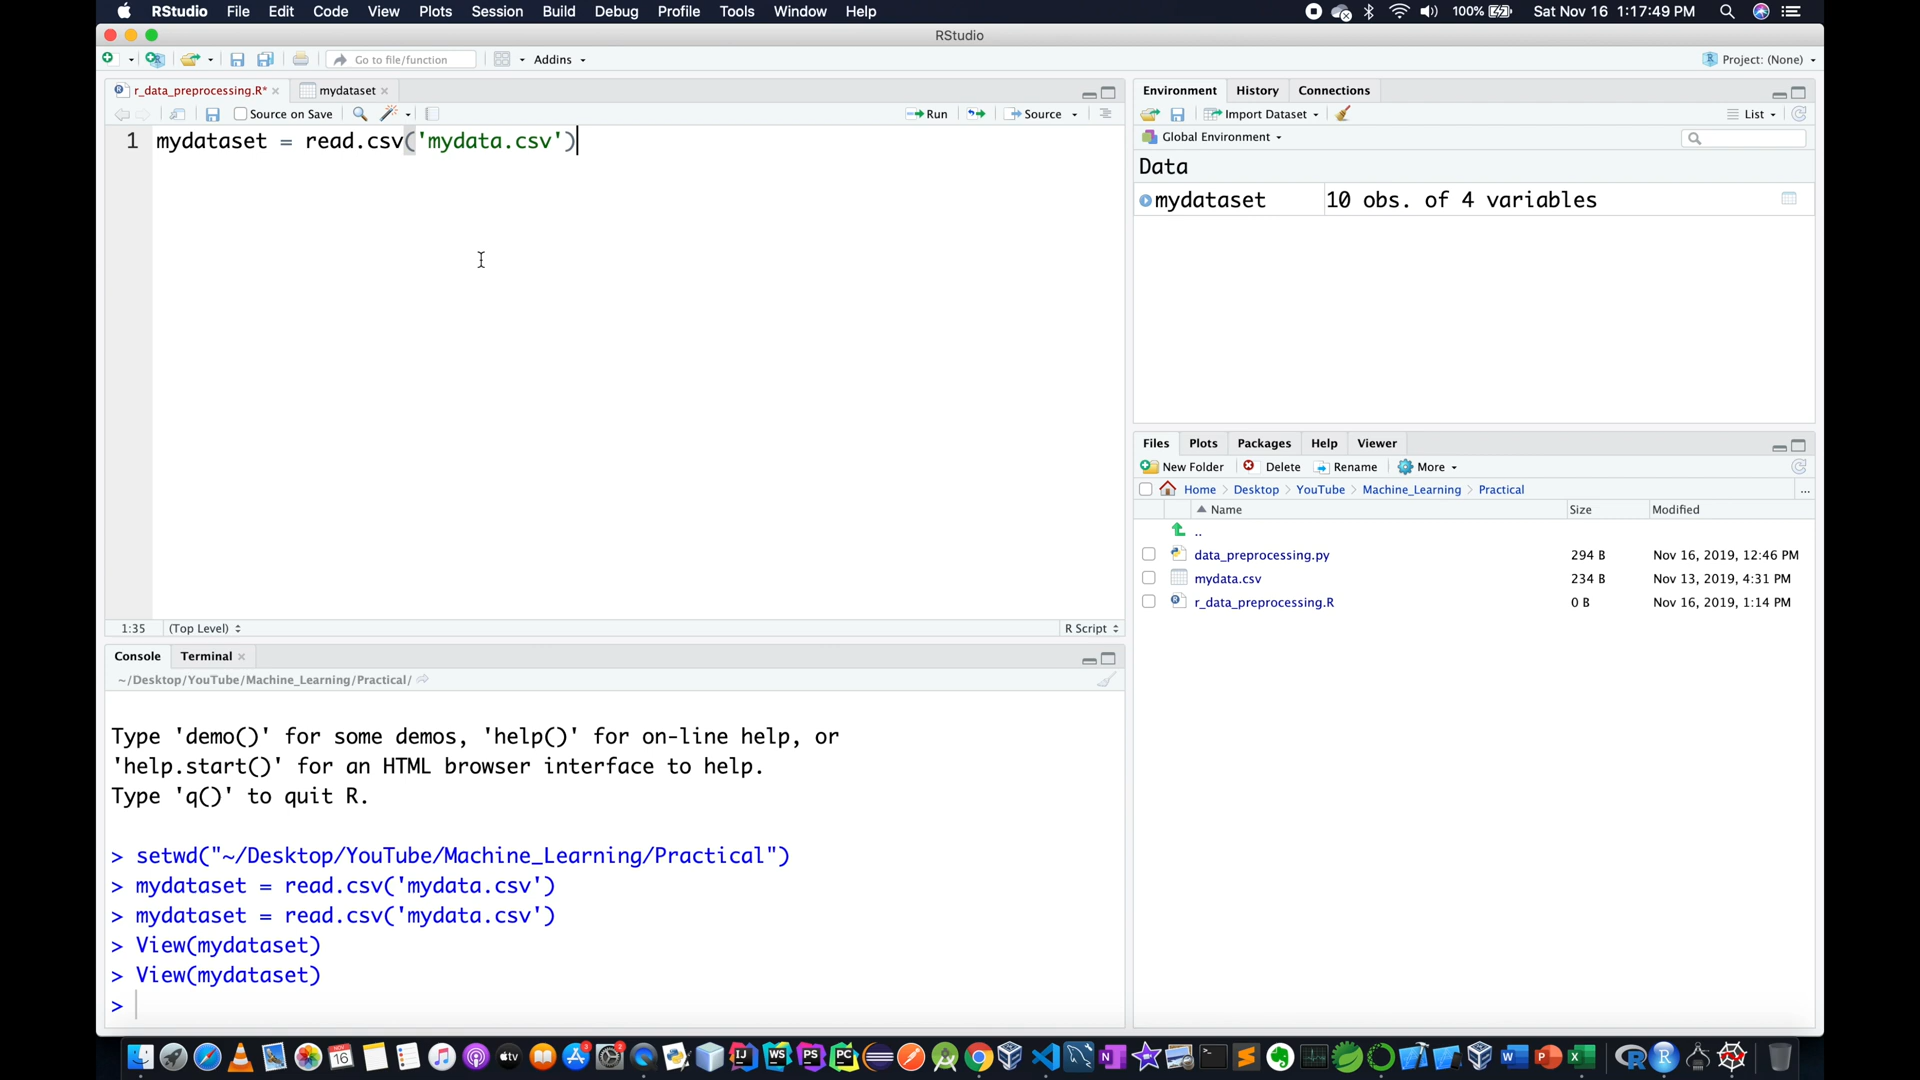 RStudio File Edit Code View Plots Session Build Debug Profile Tools Window Help 100% Sat Nov 16 1:17:49 PM
RStudio
Go to file/function Addins Project: (None)
r_data_preprocessing.R* mydataset
Source on Save Run Source
1 mydataset = read.csv('mydata.csv')
1:35 (Top Level) R Script
Console Terminal
~/Desktop/YouTube/Machine_Learning/Practical/
Type 'demo()' for some demos, 'help()' for on-line help, or
'help.start()' for an HTML browser interface to help.
Type 'q()' to quit R.
> setwd("~/Desktop/YouTube/Machine_Learning/Practical")
> mydataset = read.csv('mydata.csv')
> mydataset = read.csv('mydata.csv')
> View(mydataset)
> View(mydataset)
>
Environment History Connections
Import Dataset List
Global Environment
Data
mydataset 10 obs. of 4 variables
Files Plots Packages Help Viewer
New Folder Delete Rename More
Home Desktop YouTube Machine_Learning Practical ...
Name Size Modified
..
data_preprocessing.py 294 B Nov 16, 2019, 12:46 PM
mydata.csv 234 B Nov 13, 2019, 4:31 PM
r_data_preprocessing.R 0 B Nov 16, 2019, 1:14 PM